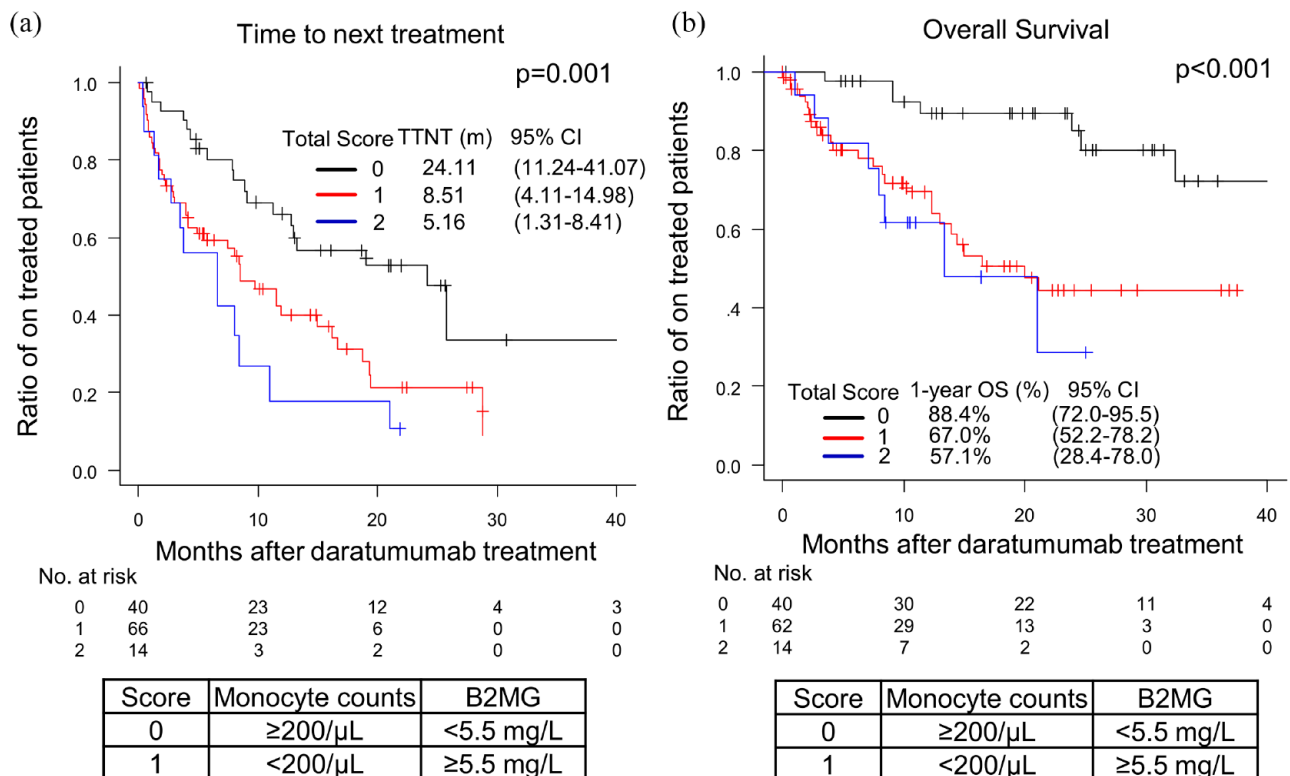 (a)
Time to next treatment
p=0.001
Total Score TTNT (m) 95% CI
0 24.11 (11.24-41.07)
1 8.51 (4.11-14.98)
2 5.16 (1.31-8.41)
Ratio of on treated patients
1.0
0.8
0.6
0.4
0.2
0.0
0 10 20 30 40
Months after daratumumab treatment
No. at risk
0 40 23 12 4 3
1 66 23 6 0 0
2 14 3 2 0 0
Score Monocyte counts B2MG
0 ≥200/μL <5.5 mg/L
1 <200/μL ≥5.5 mg/L
(b)
Overall Survival
p<0.001
Ratio of on treated patients
1.0
0.8
0.6
.4
0.2
0.0
Total Score 1-year OS (%) 95% CI
0 88.4% (72.0-95.5)
1 67.0% (52.2-78.2)
2 57.1% (28.4-78.0)
0 10 20 30 40
Months after daratumumab treatment
No. at risk
0 40 30 22 11 4
1 62 29 13 3 0
2 14 7 2 0 0
Score Monocyte counts B2MG
0 ≥200/μL <5.5 mg/L
1 <200/μL ≥5.5 mg/L